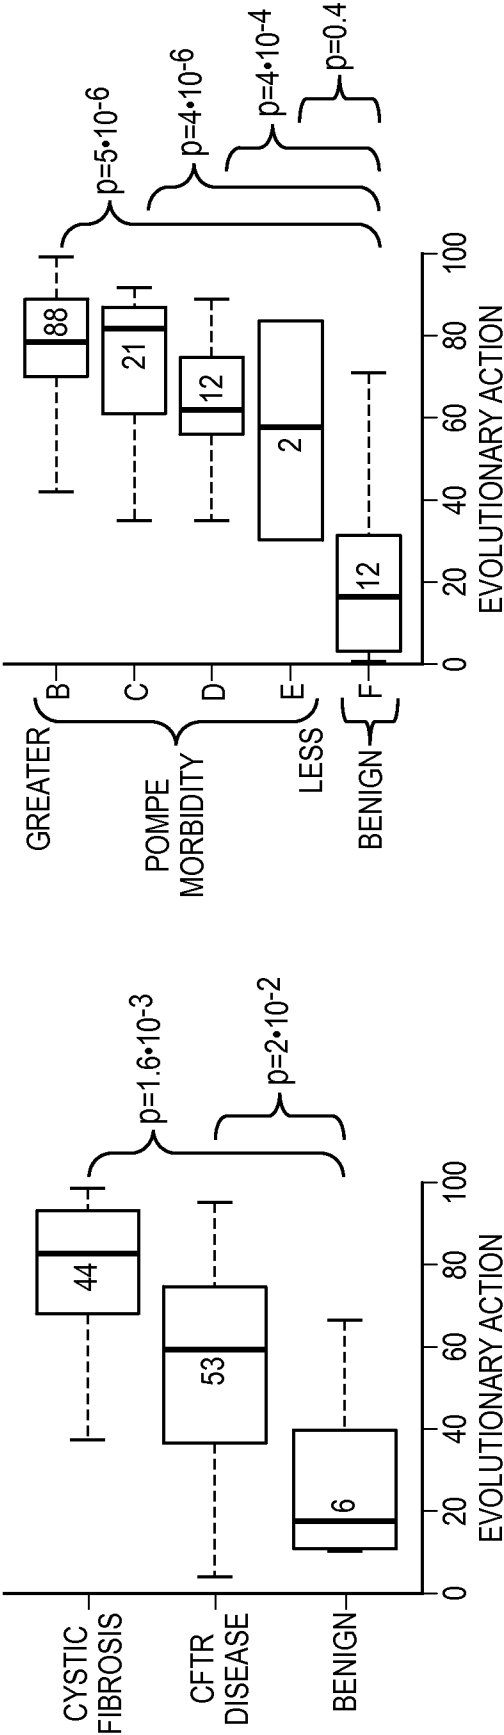 CYSTIC
FIBROSIS
CFTR
DISEASE
BENIGN
44
53
6
p=1.6•10-3
p=2•10-2
0 20 40 60 80 100
EVOLUTIONARY ACTION
GREATER
POMPE
MORBIDITY
LESS
BENIGN
B
C
D
E
F
88
21
12
2
12
p=5•10-6
p=4•10-6
p=4•10-4
p=0.4
0 20 40 60 80 100
EVOLUTIONARY ACTION